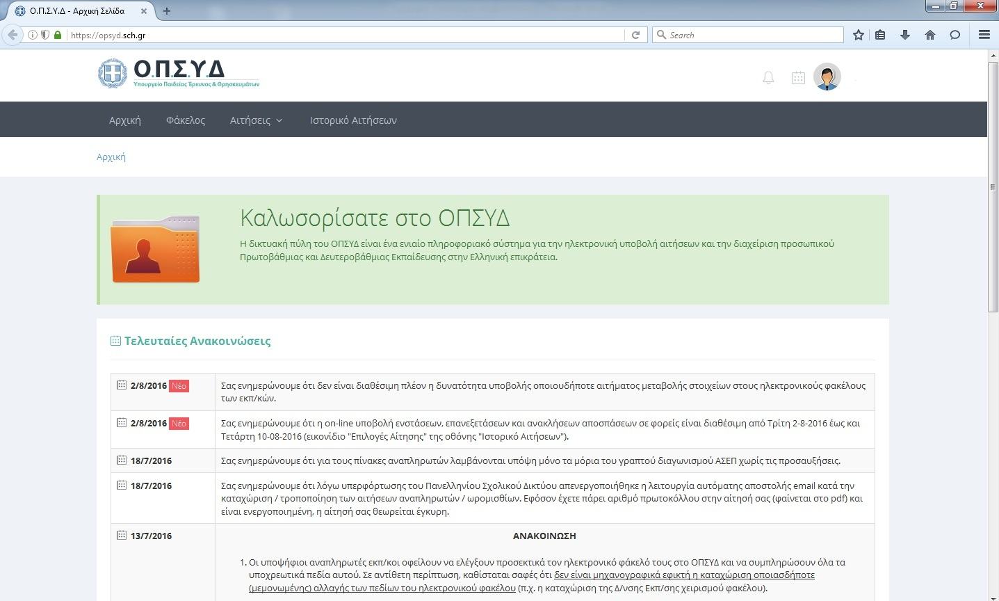 Ο.Π.Σ.Υ.Δ - Αρχική Σελίδα
https://opsyd.sch.gr
Search
Ο.Π.Σ.Υ.Δ
Υπουργείο Παιδείας Έρευνας & Θρησκευμάτων
Αρχική Φάκελος Αιτήσεις Ιστορικό Αιτήσεων
Αρχική
Καλωσορίσατε στο ΟΠΣΥΔ
Η δικτυακή πύλη του ΟΠΣΥΔ είναι ένα ενιαίο πληροφοριακό σύστημα για την ηλεκτρονική υποβολή αιτήσεων και την διαχείριση προσωπικού
Πρωτοβάθμιας και Δευτεροβάθμιας Εκπαίδευσης στην Ελληνική επικράτεια.
Τελευταίες Ανακοινώσεις
2/8/2016 Νέο Σας ενημερώνουμε ότι δεν είναι διαθέσιμη πλέον η δυνατότητα υποβολής οποιουδήποτε αιτήματος μεταβολής στοιχείων στους ηλεκτρονικούς φακέλους
των εκπ/κών.
2/8/2016 Νέο Σας ενημερώνουμε ότι η on-line υποβολή ενστάσεων, επανεξετάσεων και ανακλήσεων αποσπάσεων σε φορείς είναι διαθέσιμη από Τρίτη 2-8-2016 έως και
Τετάρτη 10-08-2016 (εικονίδιο "Επιλογές Αίτησης" της οθόνης "Ιστορικό Αιτήσεων").
18/7/2016 Σας ενημερώνουμε ότι για τους πίνακες αναπληρωτών λαμβάνονται υπόψη μόνο τα μόρια του γραπτού διαγωνισμού ΑΣΕΠ χωρίς τις προσαυξήσεις.
18/7/2016 Σας ενημερώνουμε ότι λόγω υπερφόρτωσης του Πανελληνίου Σχολικού Δικτύου απενεργοποιήθηκε η λειτουργία αυτόματης αποστολής email κατά την
καταχώριση / τροποποίηση των αιτήσεων αναπληρωτών / ωρομισθίων. Εφόσον έχετε πάρει αριθμό πρωτοκόλλου στην αίτησή σας (φαίνεται στο pdf) και
είναι ενεργοποιημένη, η αίτησή σας θεωρείται έγκυρη.
13/7/2016 ΑΝΑΚΟΙΝΩΣΗ
1. Οι υποψήφιοι αναπληρωτές εκπ/κοι οφείλουν να ελέγξουν προσεκτικά τον ηλεκτρονικό φάκελό τους στο ΟΠΣΥΔ και να συμπληρώσουν όλα τα
υποχρεωτικά πεδία αυτού. Σε αντίθετη περίπτωση, καθίσταται σαφές ότι δεν είναι μηχανογραφικά εφικτή η καταχώριση οποιασδήποτε
(μεμονωμένης) αλλαγής των πεδίων του ηλεκτρονικού φακέλου (π.χ. η καταχώριση της Δ/νσης Εκπ/σης χειρισμού φακέλου).